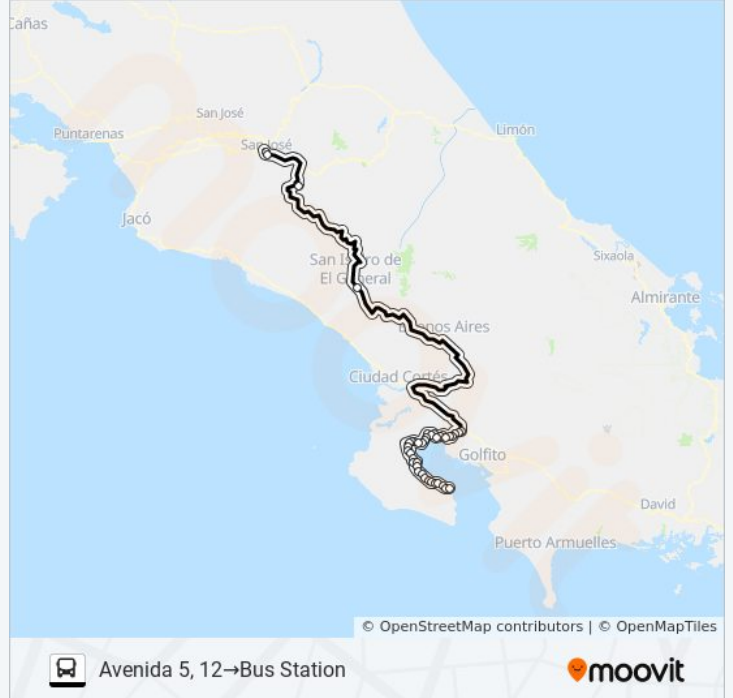 Cañas
San José
Puntarenas
San José
Limón
Jacó
San Isidro de
El General
Sixaola
Almirante
Buenos Aires
Ciudad Cortés
Golfito
David
Puerto Armuelles
© OpenStreetMap contributors | © OpenMapTiles
Avenida 5, 12→Bus Station
moovit